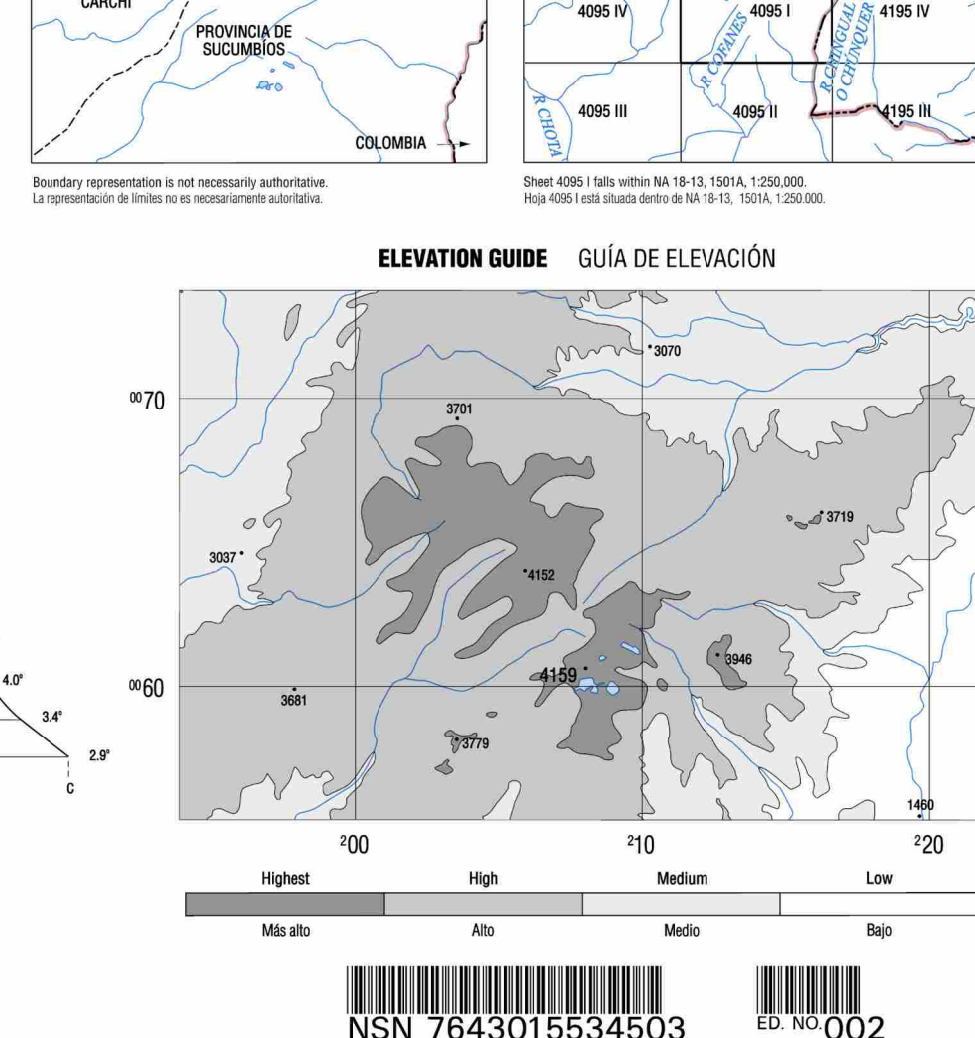 CARCHI
PROVINCIA DE
SUCUMBÍOS
COLOMBIA
4095 IV
4095 I
4195 IV
R COFANES
R CHINGUAL
O CHUNQUER
R CHOTA
4095 III
4095 II
4195 III
Boundary representation is not necessarily authoritative.
La representación de límites no es necesariamente autoritativa.
Sheet 4095 I falls within NA 18-13, 1501A, 1:250,000.
Hoja 4095 I está situada dentro de NA 18-13, 1501A, 1:250.000.
ELEVATION GUIDE GUÍA DE ELEVACIÓN
3070
0070
3701
3719
3037
4152
3946
4159
0060
3681
3779
1460
4.0°
3.4°
2.9°
C
200
210
220
Highest High Medium Low
Más alto Alto Medio Bajo
NSN 7643015534503
ED. NO. 002